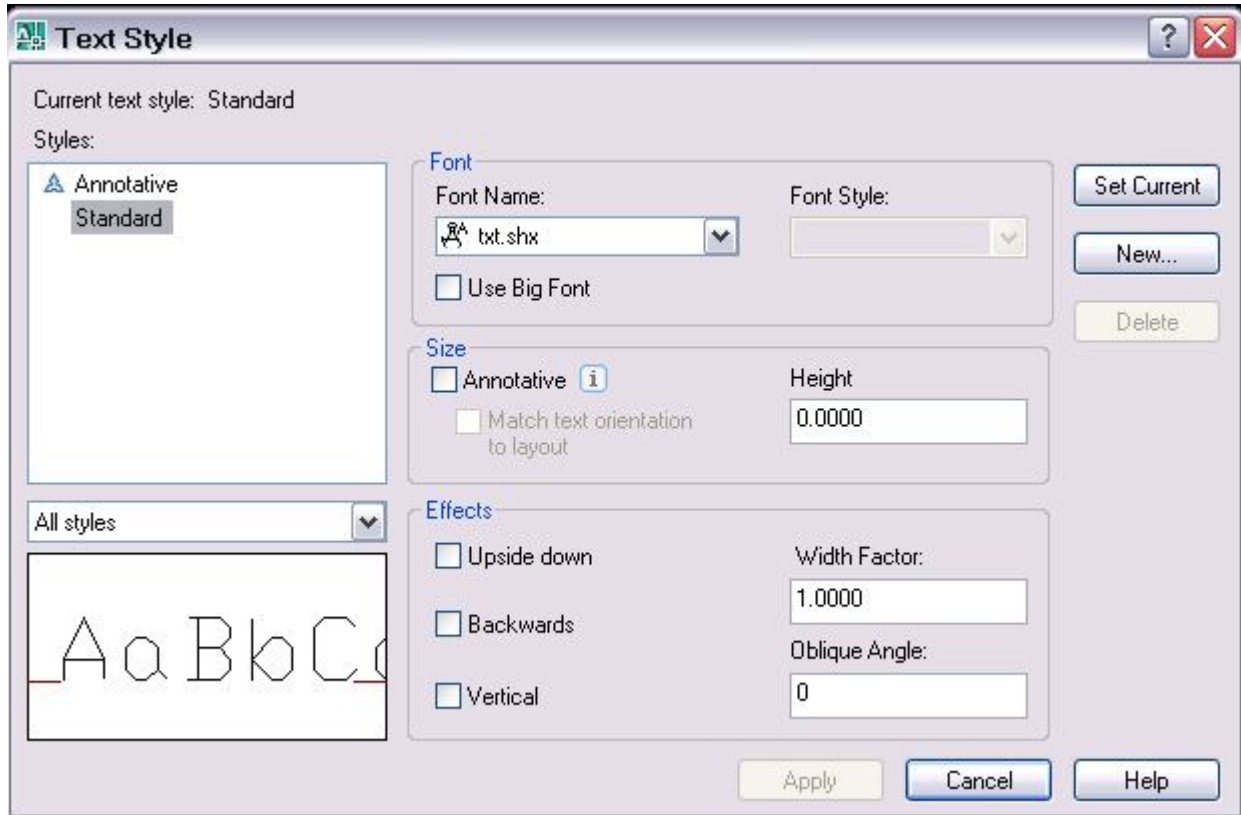 Text Style
Current text style: Standard
Styles:
Annotative
Standard
All styles
AaBbC
Font
Font Name:
txt.shx
Use Big Font
Font Style:
Size
Annotative
Match text orientation
to layout
Height
0.0000
Effects
Upside down
Backwards
Vertical
Width Factor:
1.0000
Oblique Angle:
0
Set Current
New...
Delete
Apply
Cancel
Help